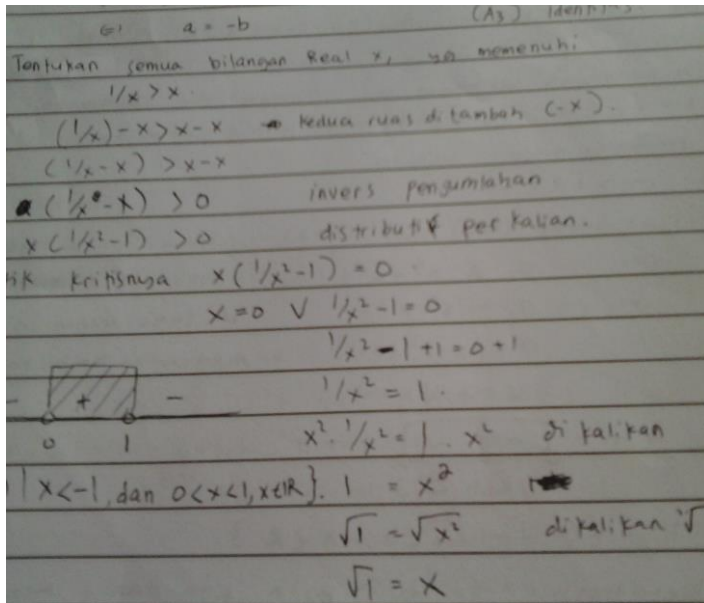 a = -b
(A3)
Tentukan semua bilangan Real x, yg memenuhi
1/x > x.
(1/x) - x > x - x → kedua ruas ditambah (-x).
(1/x - x) > x - x
(1/x - x) > 0 invers penjumlahan
x (1/x² - 1) > 0 distributif perkalian.
tik kritisnya x (1/x² - 1) = 0
x = 0 V 1/x² - 1 = 0
1/x² - 1 + 1 = 0 + 1
1/x² = 1.
- + -
0 1
x² · 1/x² = 1 . x² di kalikan
| x < -1, dan 0 < x < 1, x ∈ IR }. 1 = x²
√1 = √x² dikalikan √
√1 = x